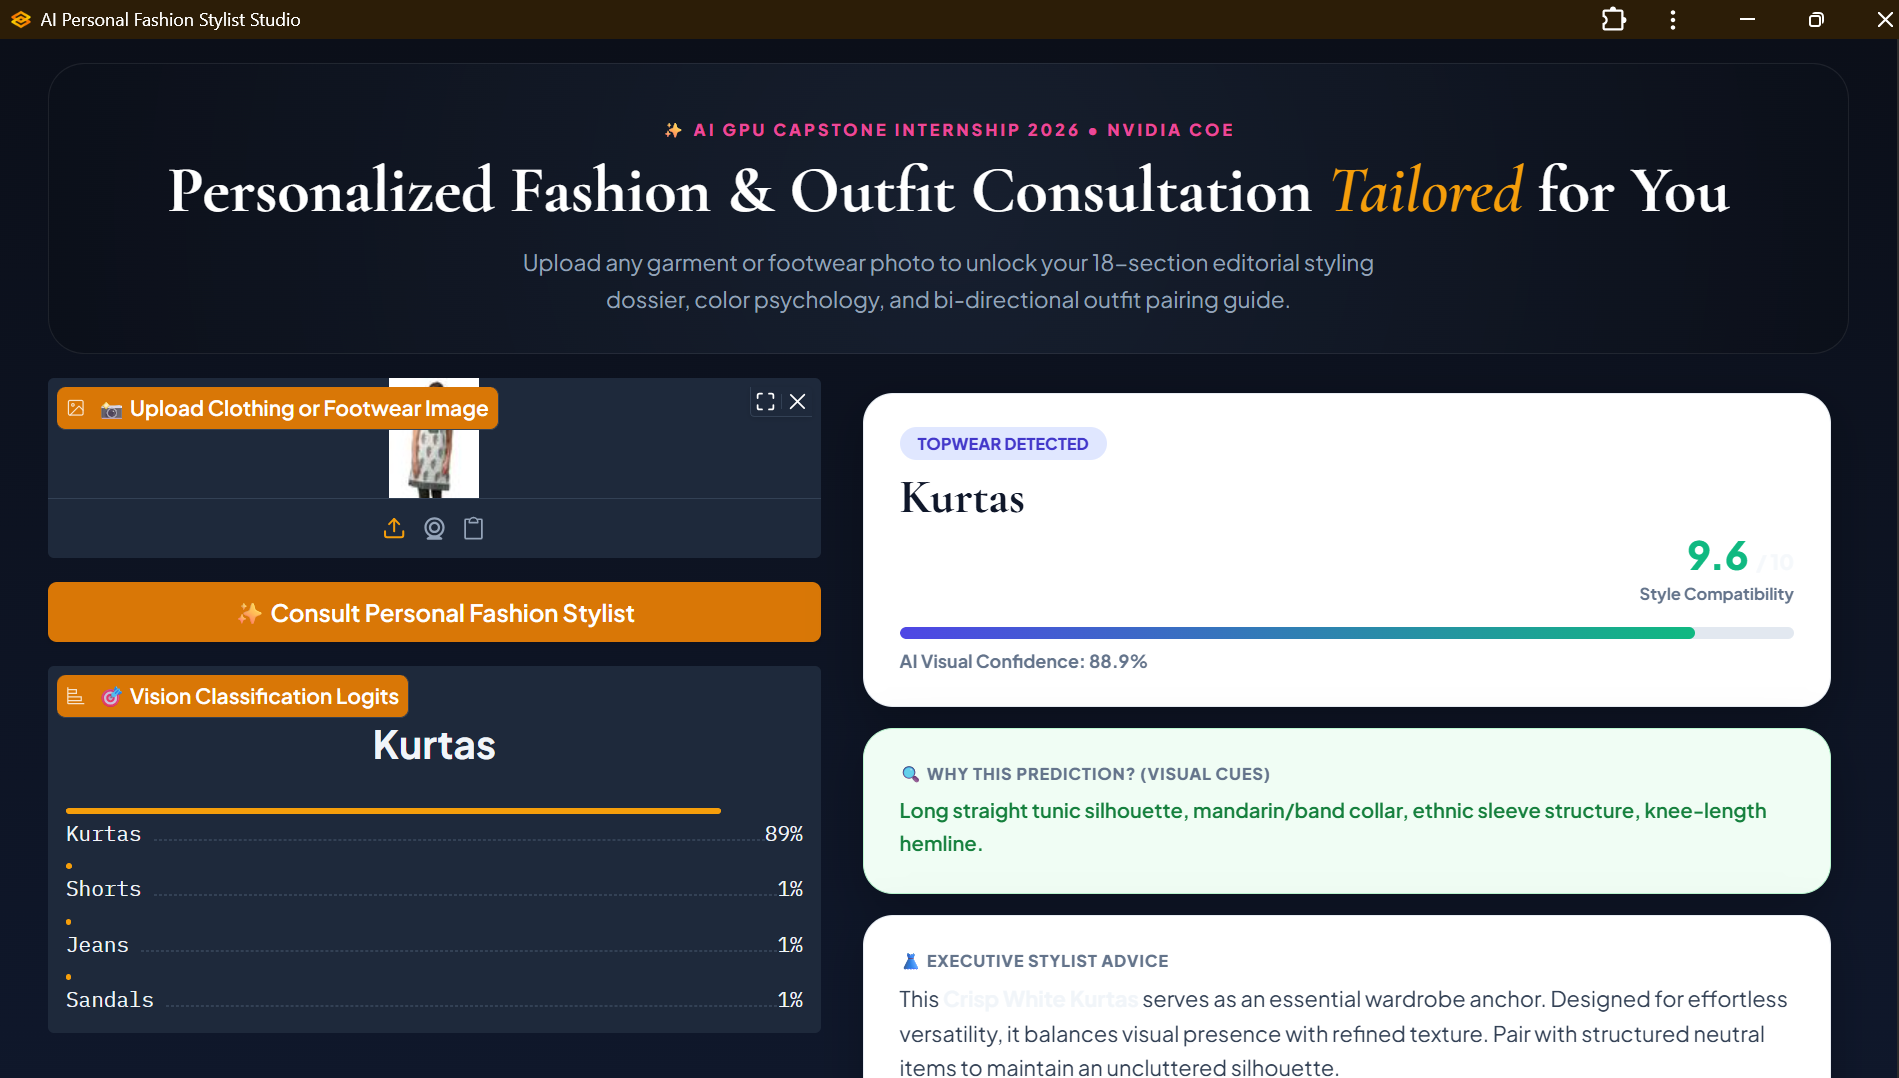 AI Personal Fashion Stylist Studio
✨ AI GPU CAPSTONE INTERNSHIP 2026 • NVIDIA COE
Personalized Fashion & Outfit Consultation Tailored for You
Upload any garment or footwear photo to unlock your 18–section editorial styling
dossier, color psychology, and bi-directional outfit pairing guide.
📸 Upload Clothing or Footwear Image
✨ Consult Personal Fashion Stylist
🎯 Vision Classification Logits
Kurtas
Kurtas 89%
Shorts 1%
Jeans 1%
Sandals 1%
TOPWEAR DETECTED
Kurtas
9.6 / 10
Style Compatibility
AI Visual Confidence: 88.9%
🔍 WHY THIS PREDICTION? (VISUAL CUES)
Long straight tunic silhouette, mandarin/band collar, ethnic sleeve structure, knee-length
hemline.
👗 EXECUTIVE STYLIST ADVICE
This Crisp White Kurtas serves as an essential wardrobe anchor. Designed for effortless
versatility, it balances visual presence with refined texture. Pair with structured neutral
items to maintain an uncluttered silhouette.